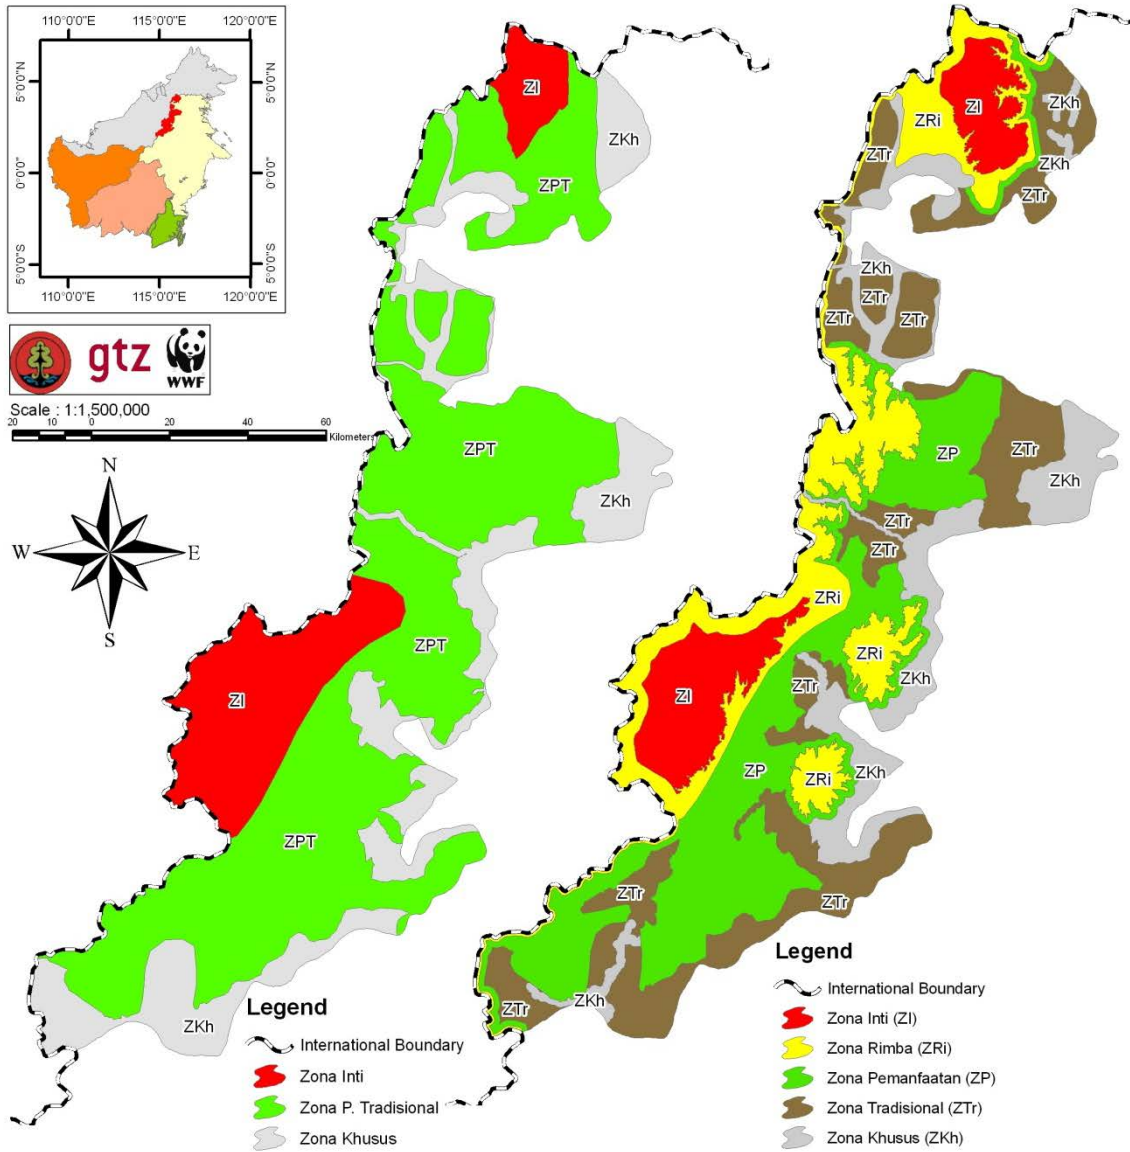 110°0'0"E 115°0'0"E 120°0'0"E
5°0'0"N 5°0'0"N
0°0'0" 0°0'0"
5°0'0"S 5°0'0"S
110°0'0"E 115°0'0"E 120°0'0"E
gtz
WWF
Scale : 1:1,500,000
20 10 0 20 40 60
Kilometers
N
W E
S
ZI
ZKh
ZPT
ZPT
ZKh
ZPT
ZI
ZPT
ZKh
Legend
International Boundary
Zona Inti
Zona P. Tradisional
Zona Khusus
ZI
ZKh
ZRi
ZTr
ZKh
ZTr
ZKh
ZTr
ZTr
ZTr
ZP
ZTr
ZKh
ZTr
ZTr
ZRi
ZRi
ZKh
ZTr
ZI
ZP
ZRi
ZKh
ZTr
ZTr
ZKh
ZTr
Legend
International Boundary
Zona Inti (ZI)
Zona Rimba (ZRi)
Zona Pemanfaatan (ZP)
Zona Tradisional (ZTr)
Zona Khusus (ZKh)